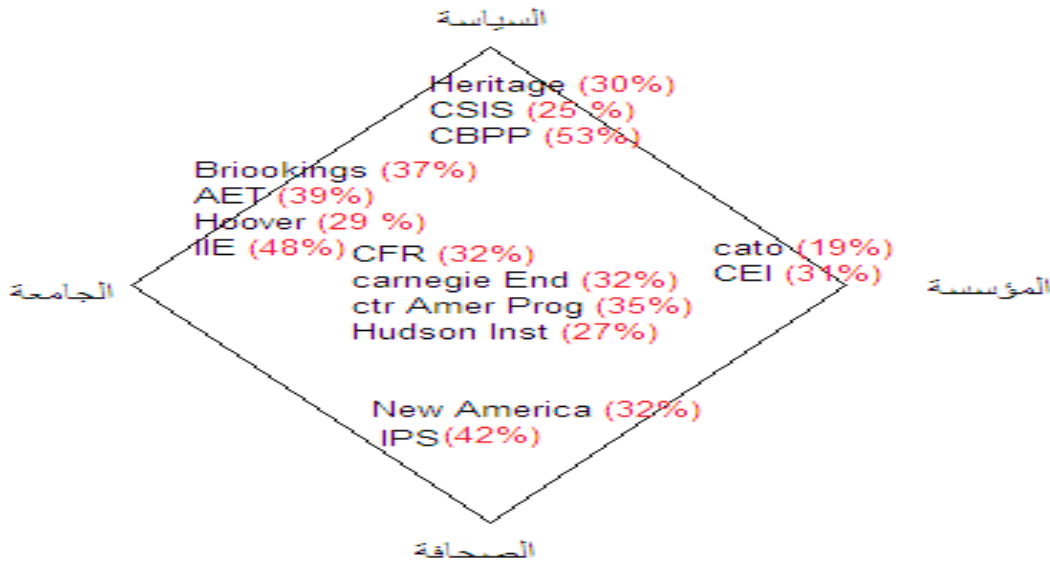 السياسة
Heritage (30%)
CSIS (25 %)
CBPP (53%)
Briookings (37%)
AET (39%)
Hoover (29 %)
IIE (48%)
CFR (32%)
carnegie End (32%)
ctr Amer Prog (35%)
Hudson Inst (27%)
cato (19%)
CEI (31%)
المؤسسة
الجامعة
New America (32%)
IPS (42%)
الصحافة